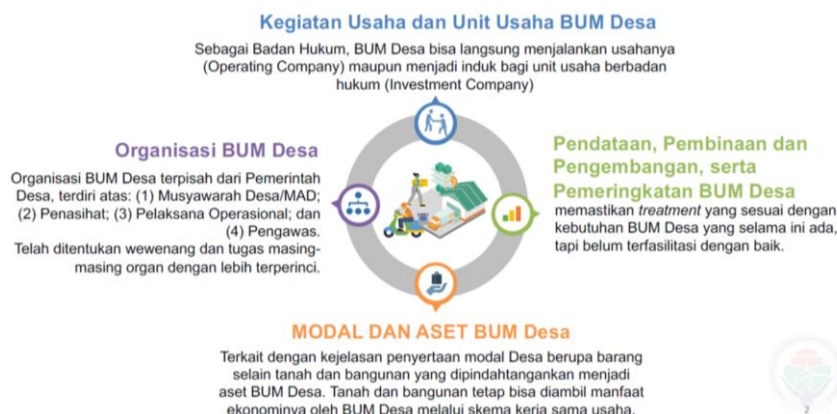 Kegiatan Usaha dan Unit Usaha BUM Desa
Sebagai Badan Hukum, BUM Desa bisa langsung menjalankan usahanya
(Operating Company) maupun menjadi induk bagi unit usaha berbadan
hukum (Investment Company)
Organisasi BUM Desa
Organisasi BUM Desa terpisah dari Pemerintah
Desa, terdiri atas: (1) Musyawarah Desa/MAD;
(2) Penasihat; (3) Pelaksana Operasional; dan
(4) Pengawas.
Telah ditentukan wewenang dan tugas masing-
masing organ dengan lebih terperinci.
Pendataan, Pembinaan dan
Pengembangan, serta
Pemeringkatan BUM Desa
memastikan treatment yang sesuai dengan
kebutuhan BUM Desa yang selama ini ada,
tapi belum terfasilitasi dengan baik.
MODAL DAN ASET BUM Desa
Terkait dengan kejelasan penyertaan modal Desa berupa barang
selain tanah dan bangunan yang dipindahtangankan menjadi
aset BUM Desa. Tanah dan bangunan tetap bisa diambil manfaat
ekonominya oleh BUM Desa melalui skema kerja sama usaha.
2